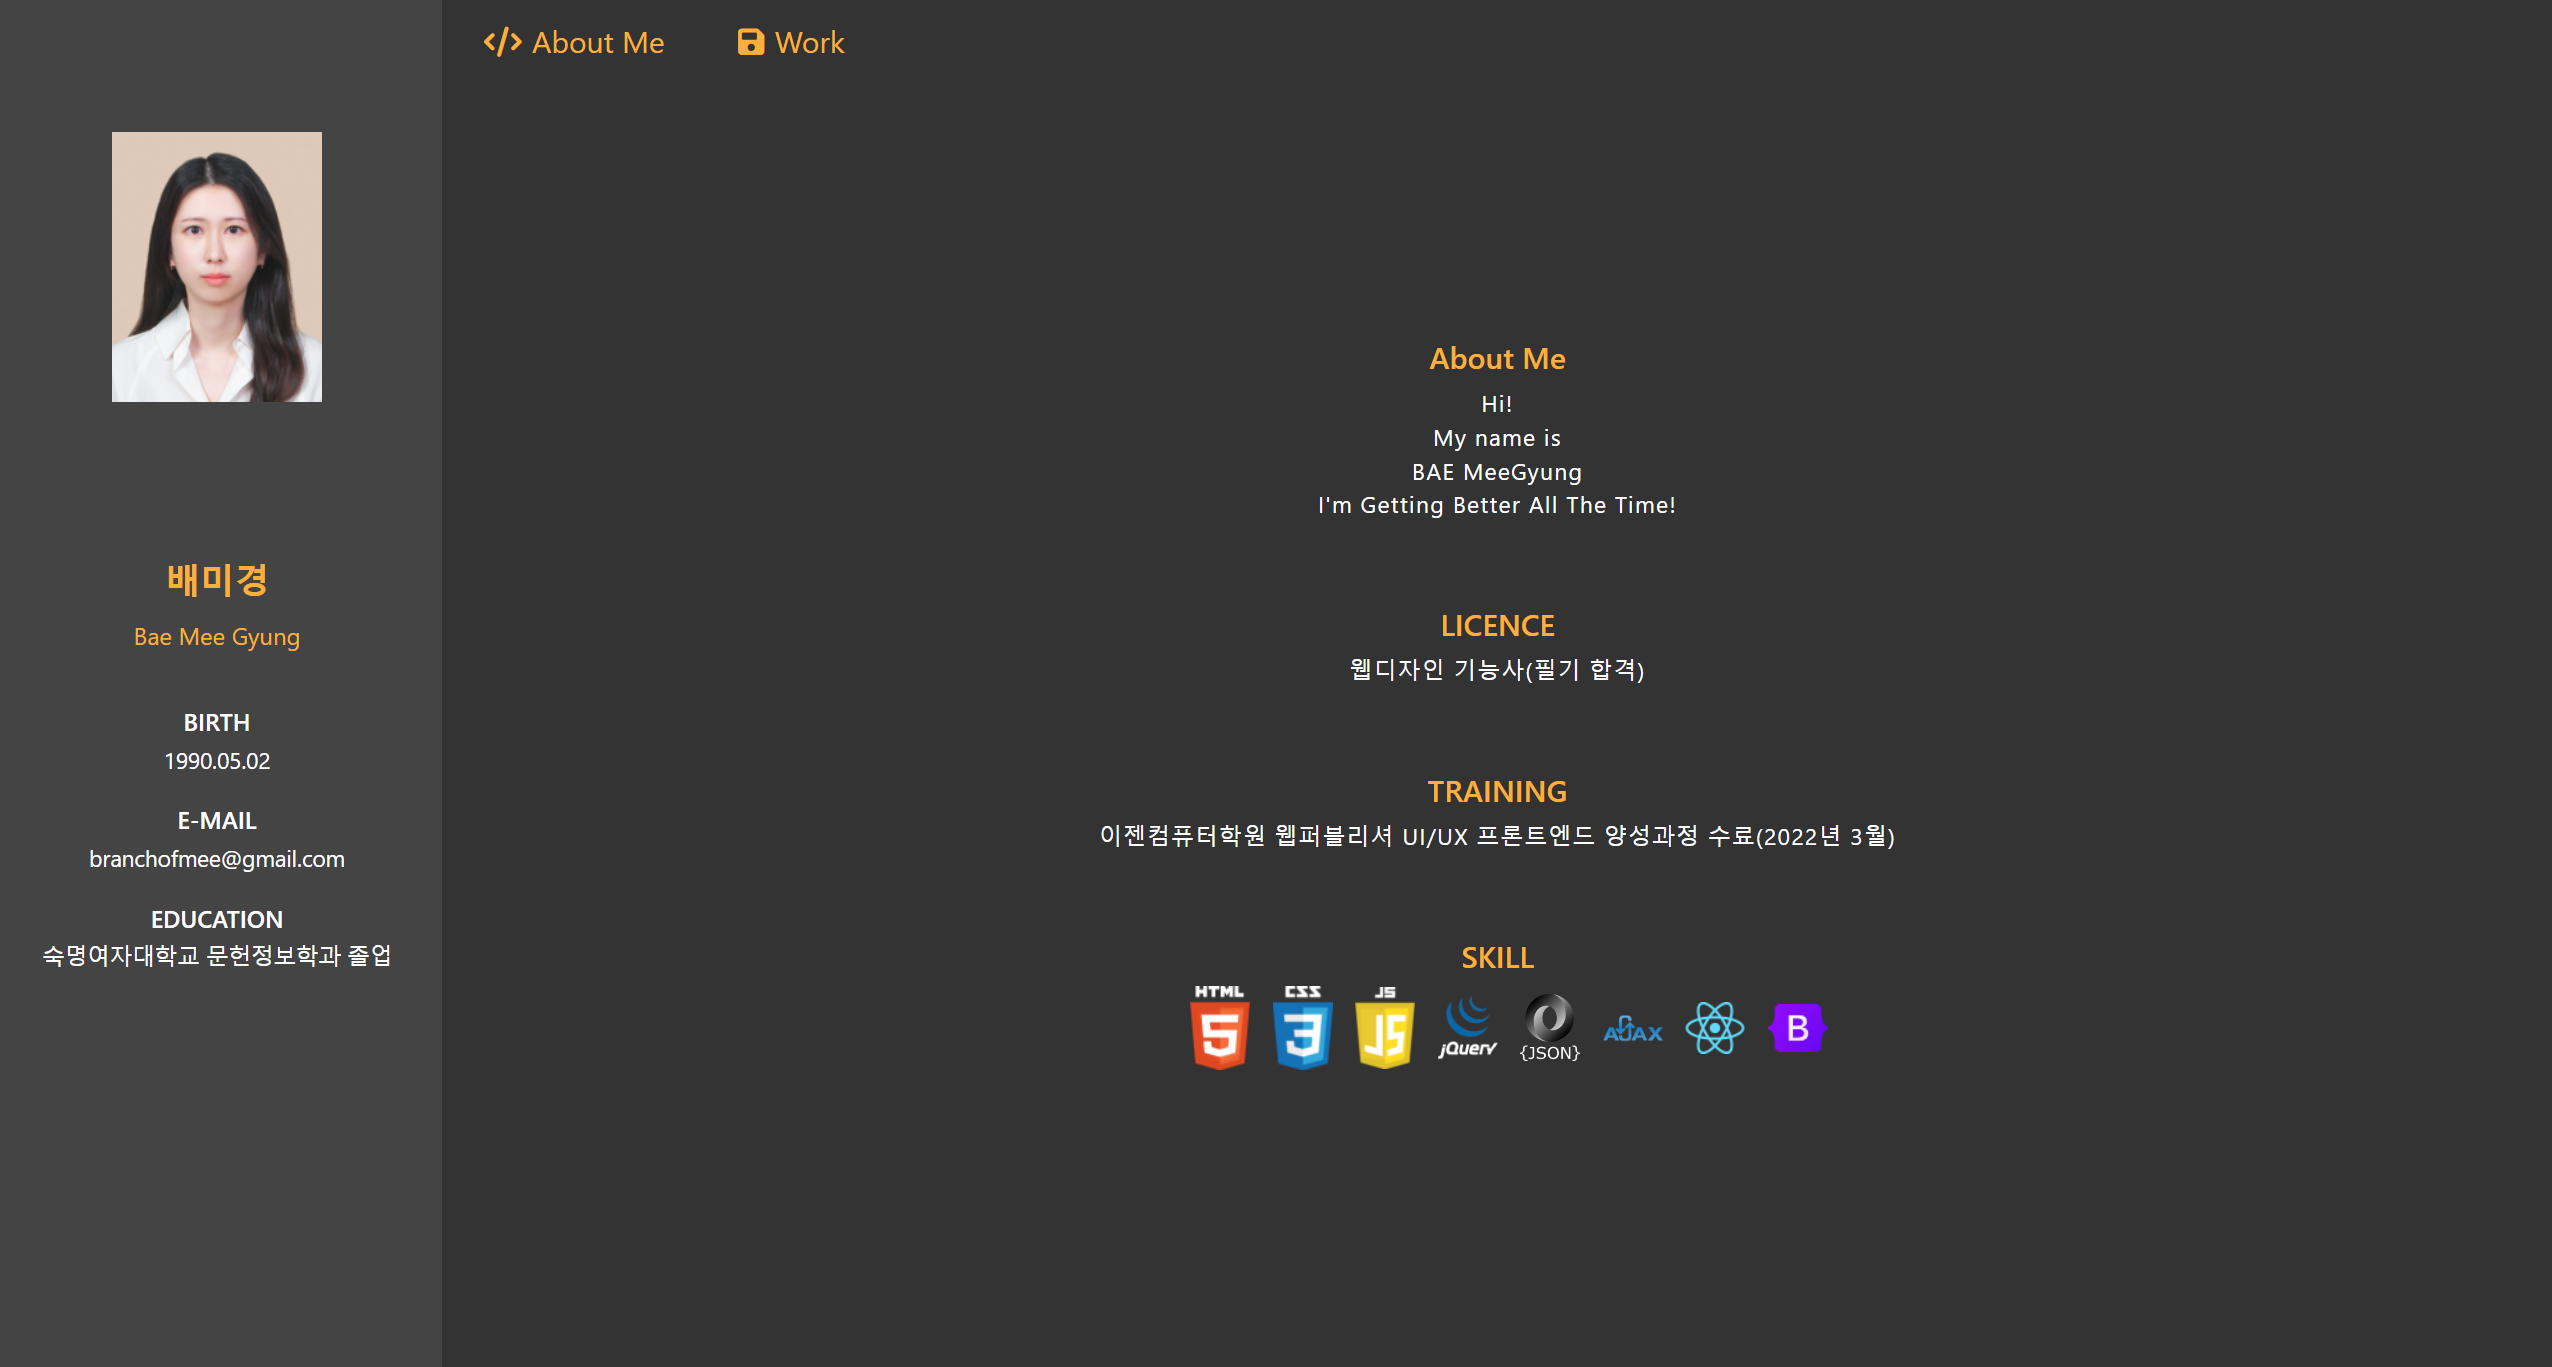 About Me
Work
배미경
Bae Mee Gyung
BIRTH
1990.05.02
E-MAIL
branchofmee@gmail.com
EDUCATION
숙명여자대학교 문헌정보학과 졸업
About Me
Hi!
My name is
BAE MeeGyung
I'm Getting Better All The Time!
LICENCE
웹디자인 기능사(필기 합격)
TRAINING
이젠컴퓨터학원 웹퍼블리셔 UI/UX 프론트엔드 양성과정 수료(2022년 3월)
SKILL
HTML CSS JS
5 3 JS jQuery {JSON} AJAX B